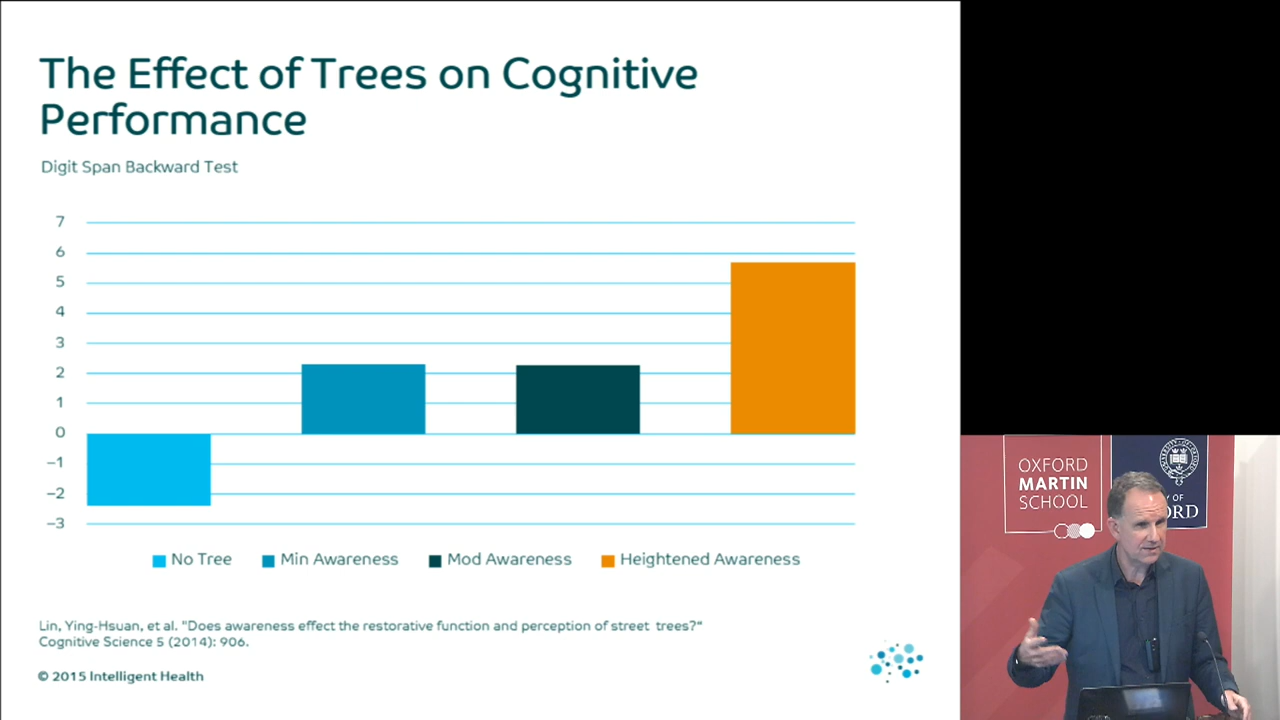 The Effect of Trees on Cognitive
Performance
Digit Span Backward Test
7
6
5
4
3
2
1
0
−1
−2
−3
No Tree Min Awareness Mod Awareness Heightened Awareness
Lin, Ying-Hsuan, et al. "Does awareness effect the restorative function and perception of street trees?"
Cognitive Science 5 (2014): 906.
© 2015 Intelligent Health
OXFORD
MARTIN
SCHOOL